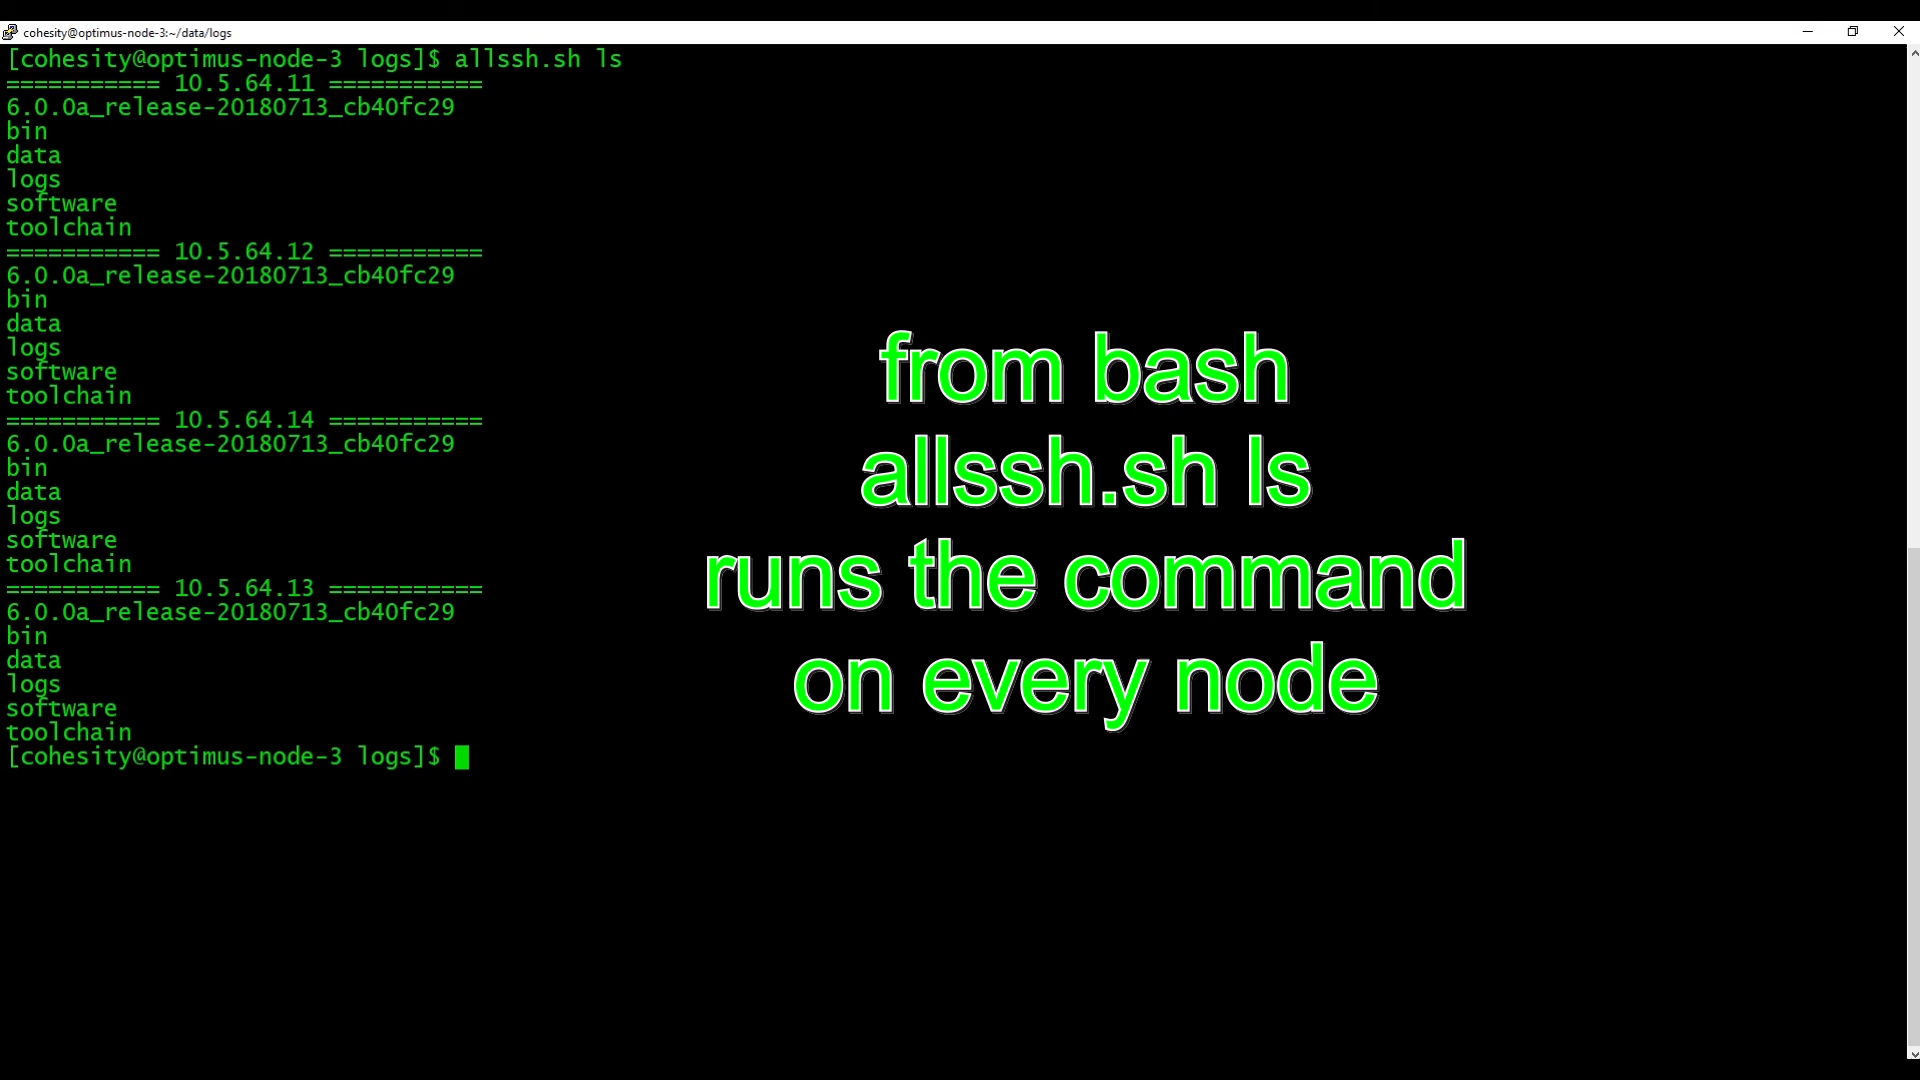 cohesity@optimus-node-3:~/data/logs
[cohesity@optimus-node-3 logs]$ allssh.sh ls
=========== 10.5.64.11 ===========
6.0.0a_release-20180713_cb40fc29
bin
data
logs
software
toolchain
=========== 10.5.64.12 ===========
6.0.0a_release-20180713_cb40fc29
bin
data
logs
software
toolchain
=========== 10.5.64.14 ===========
6.0.0a_release-20180713_cb40fc29
bin
data
logs
software
toolchain
=========== 10.5.64.13 ===========
6.0.0a_release-20180713_cb40fc29
bin
data
logs
software
toolchain
[cohesity@optimus-node-3 logs]$
from bash
allssh.sh ls
runs the command
on every node